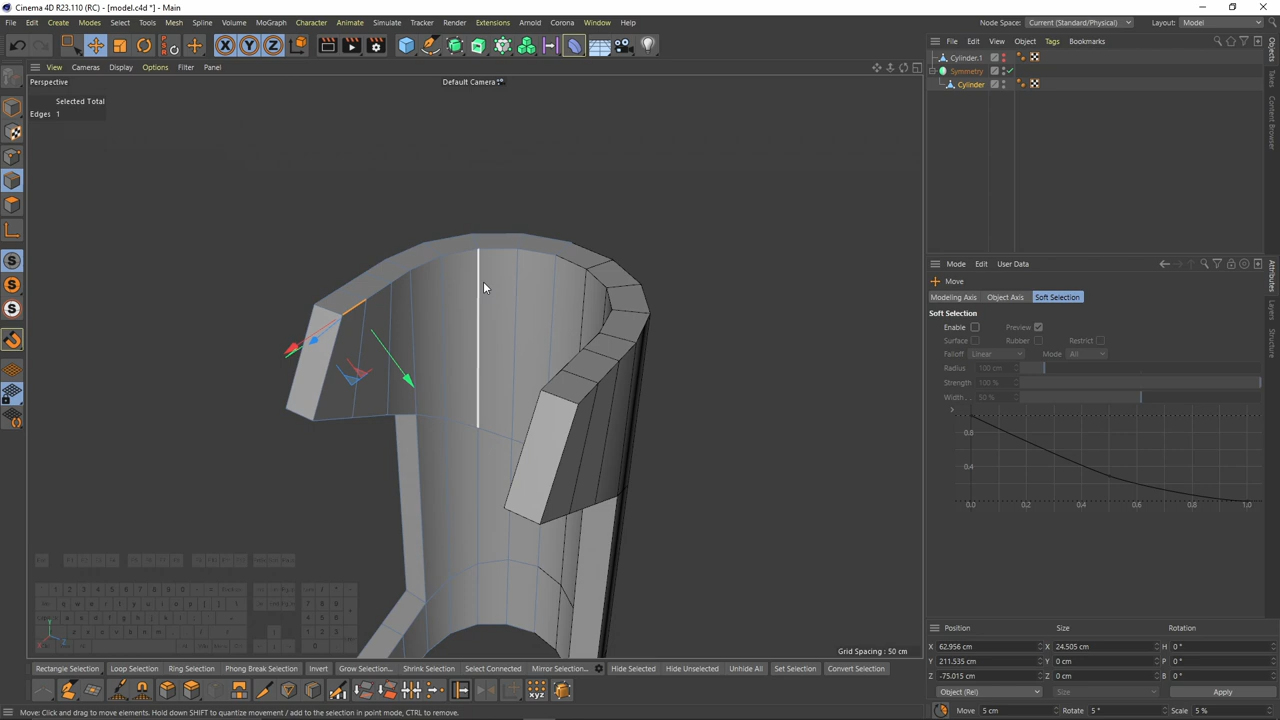 Cinema 4D R23.110 (RC) - [model.c4d *] - Main
File Edit Create Modes Select Tools Mesh Spline Volume MoGraph Character Animate Simulate Tracker Render Extensions Arnold Corona Window Help
Node Space: Current (Standard/Physical) Layout: Model
View Cameras Display Options Filter Panel
Perspective
Default Camera
Selected Total
Edges 1
File Edit View Object Tags Bookmarks
Cylinder.1
Symmetry
Cylinder
Objects
Takes
Content Browser
Attributes
Layers
Structure
Mode Edit User Data
Move
Modeling Axis Object Axis Soft Selection
Soft Selection
Enable Preview
Surface Rubber Restrict
Falloff Linear Mode All
Radius 100 cm
Strength 100 %
Width . . 50 %
0.8
0.4
0.0 0.2 0.4 0.6 0.8 1.0
Grid Spacing : 50 cm
Position Size Rotation
X 62.956 cm X 24.505 cm H 0 °
Y 211.535 cm Y 0 cm P 0 °
Z -75.015 cm Z 0 cm B 0 °
Object (Rel) Size Apply
Move 5 cm Rotate 5 ° Scale 5 %
Rectangle Selection Loop Selection Ring Selection Phong Break Selection Invert Grow Selection... Shrink Selection Select Connected Mirror Selection... Hide Selected Hide Unselected Unhide All Set Selection Convert Selection
Move: Click and drag to move elements. Hold down SHIFT to quantize movement / add to the selection in point mode, CTRL to remove.